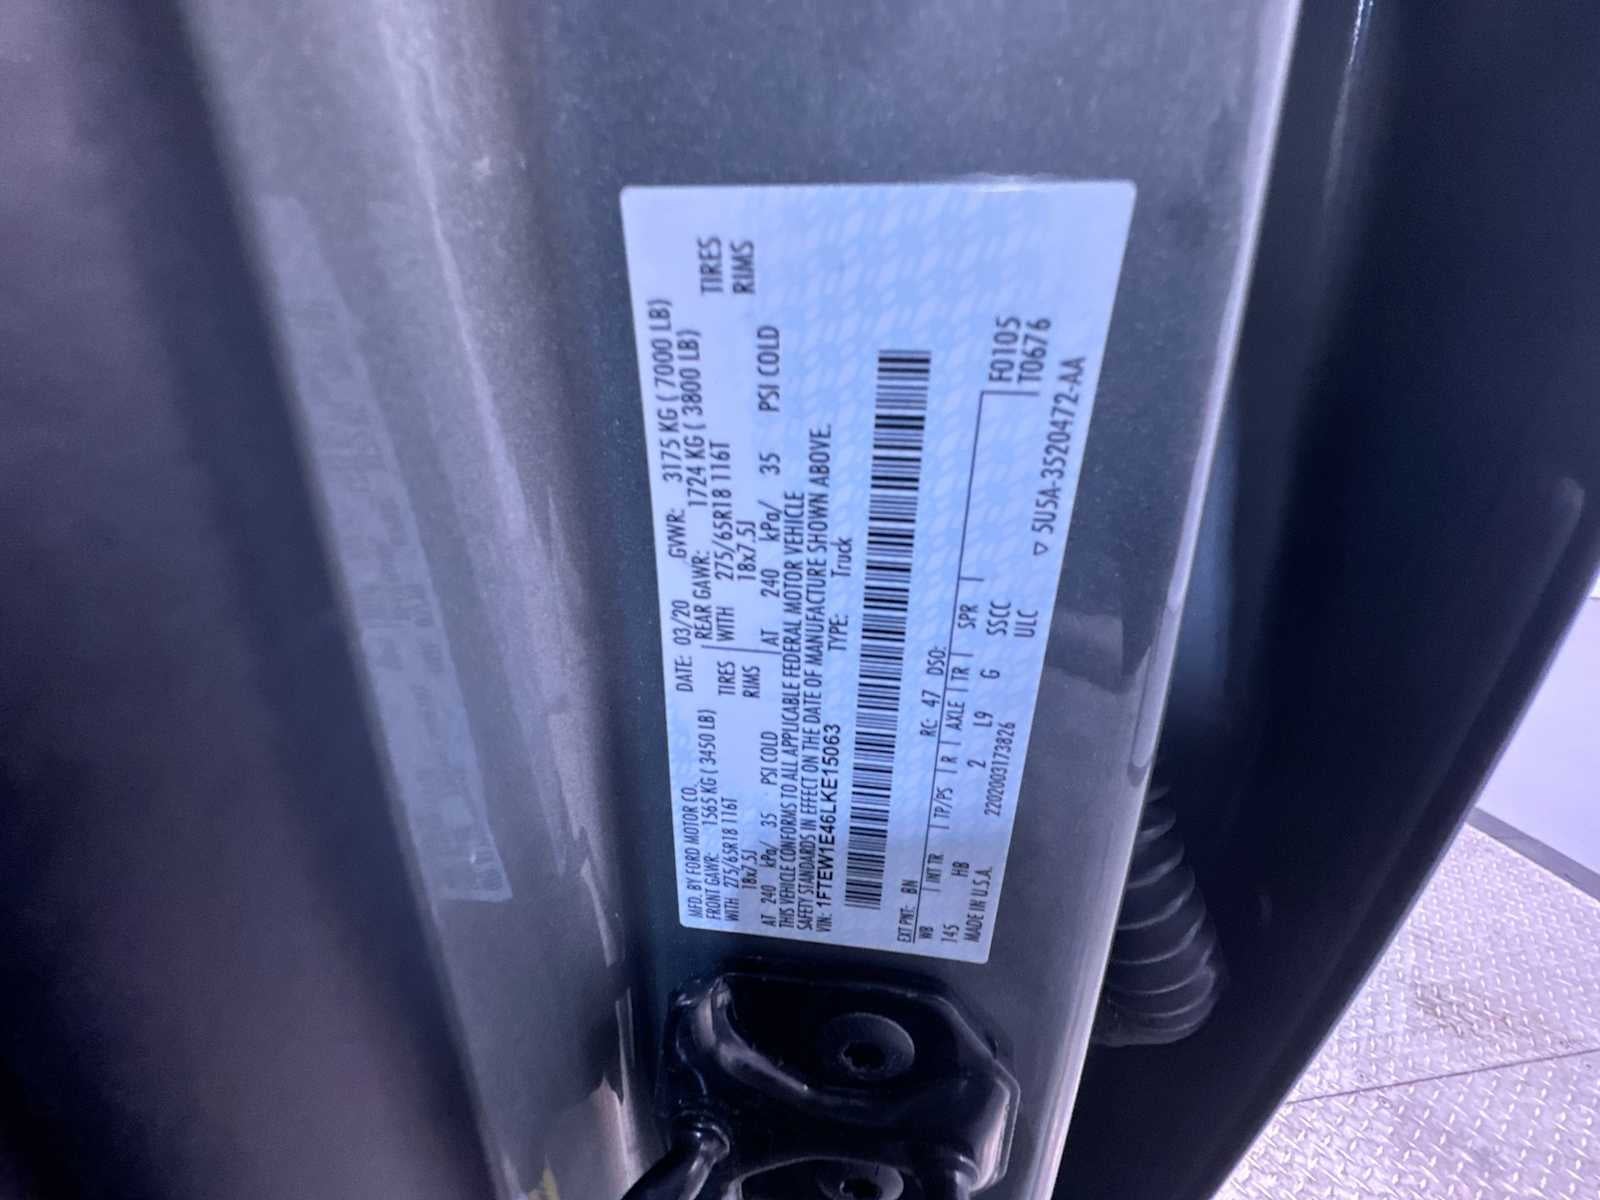 MFD. BY FORD MOTOR CO. DATE: 03/20 GVWR: 3175 KG ( 7000 LB)
FRONT GAWR: 1565 KG ( 3450 LB) REAR GAWR: 1724 KG ( 3800 LB)
WITH 275/65R18 116T TIRES WITH 275/65R18 116T TIRES
18x7.5J RIMS 18x7.5J RIMS
AT 240 kPa/ 35 PSI COLD AT 240 kPa/ 35 PSI COLD
THIS VEHICLE CONFORMS TO ALL APPLICABLE FEDERAL MOTOR VEHICLE
SAFETY STANDARDS IN EFFECT ON THE DATE OF MANUFACTURE SHOWN ABOVE.
VIN: 1FTEW1E46LKE15063 TYPE: Truck
EXT PNT: BN RC: 47 DSO:
WB INT TR TP/PS R AXLE TR SPR F0105
145 HB 2 L9 G SSCC T0676
MADE IN U.S.A. 2202003173826 ULC ▽ 5U5A-3520472-AA